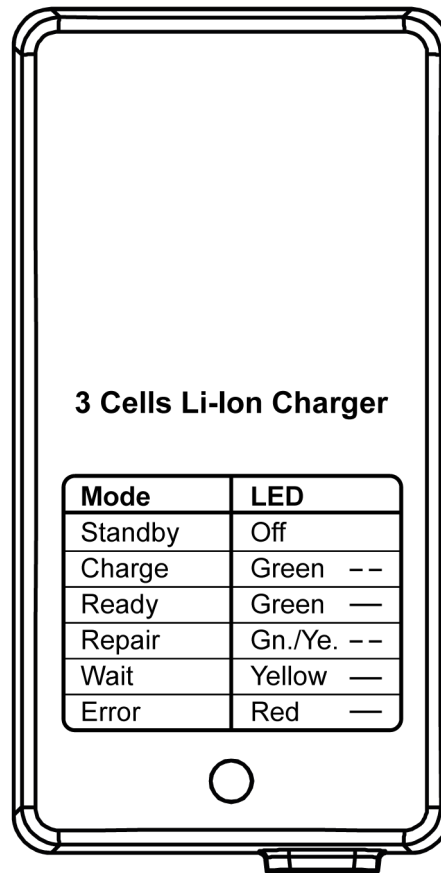 3 Cells Li-Ion Charger
Mode LED
Standby Off
Charge Green --
Ready Green —
Repair Gn./Ye. --
Wait Yellow —
Error Red —